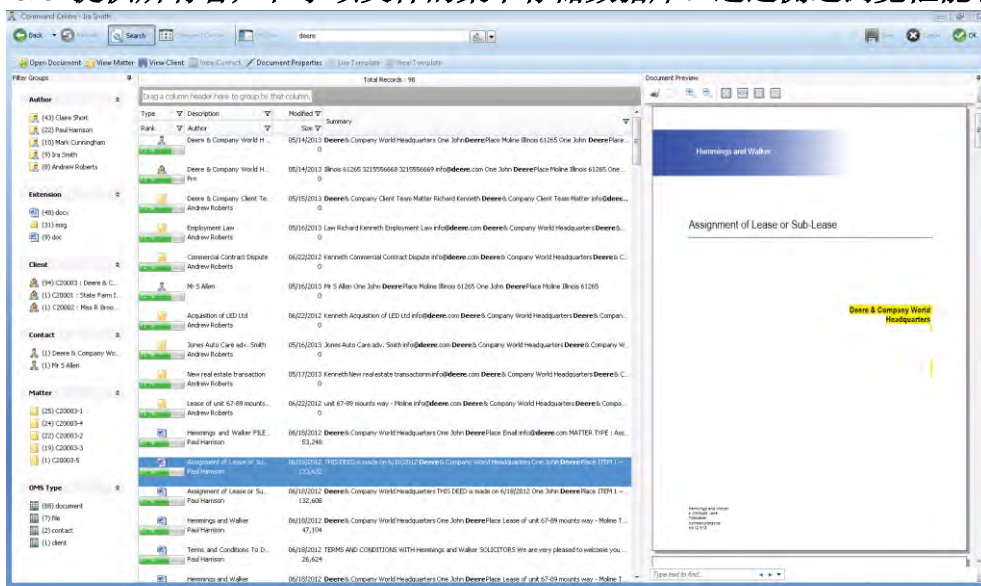 Command Centre - Ira Smith
Back
Search
deere
OK
Open Document View Matter View Client View Contact Document Properties Use Template View Template
Filter Groups
Total Records : 98
Document Preview
Drag a column header here to group by that column.
Type Description Modified
Summary
Rank Author Size
Author
(43) Claire Short
(22) Paul Harrison
(10) Mark Cunningham
(9) Ira Smith
(8) Andrew Roberts
Extension
(48) docx
(31) msg
(9) doc
Client
(94) C20003 : Deere & C...
(1) C20001 : State Farm I...
(1) C20002 : Miss R Broo...
Contact
(1) Deere & Company Wo...
(1) Mr S Allen
Matter
(25) C20003-1
(24) C20003-4
(22) C20003-2
(19) C20003-3
(1) C20003-5
OMS Type
(88) document
(7) file
(2) contact
(1) client
Deere & Company World H... 05/14/2013 Deere & Company World Headquarters One John Deere Place Moline Illinois 61265 One John Deere Place...
0
Deere & Company World H... 05/14/2013 Illinois 61265 3215556668 3215556669 info@deere.com One John Deere Place Moline Illinois 61265 One...
Prn 0
Deere & Company Client Te... 05/15/2013 Deere & Company Client Team Matter Richard Kenneth Deere & Company Client Team Matter info@deere...
Andrew Roberts 0
Employment Law 05/16/2013 Law Richard Kenneth Employment Law info@deere.com Deere & Company World Headquarters Deere &...
Andrew Roberts 0
Commercial Contract Dispute 06/22/2012 Kenneth Commercial Contract Dispute info@deere.com Deere & Company World Headquarters Deere & C...
Andrew Roberts 0
Mr S Allen 05/16/2013 Mr S Allen One John Deere Place Moline Illinois 61265 One John Deere Place Moline Illinois 61265
0
Acquisition of LED Ltd 06/22/2012 Kenneth Acquisition of LED Ltd info@deere.com Deere & Company World Headquarters Deere & Compan...
Andrew Roberts 0
Jones Auto Care adv. Smith 05/16/2013 Jones Auto Care adv. Smith info@deere.com Deere & Company World Headquarters Deere & Company W...
Andrew Roberts 0
New real estate transaction 05/17/2013 Kenneth New real estate transaction info@deere.com Deere & Company World Headquarters Deere & C...
Andrew Roberts 0
Lease of unit 67-89 mounts... 06/22/2012 unit 67-89 mounts way - Moline info@deere.com Deere & Company World Headquarters Deere & Compa...
Andrew Roberts 0
Hemmings and Walker FILE... 06/18/2012 Deere & Company World Headquarters One John Deere Place Email:info@deere.com MATTER TYPE : Ass...
Paul Harrison 53,248
Assignment of Lease or Su... 06/18/2012 THIS DEED is made on 6/18/2012 Deere & Company World Headquarters One John Deere Place ITEM 1 –...
Paul Harrison
Assignment of Lease or Su... 06/18/2012 Deere & Company World Headquarters THIS DEED is made on 6/18/2012 One John Deere Place ITEM 1 –...
Paul Harrison 132,608
Hemmings and Walker 06/18/2012 Deere & Company World Headquarters One John Deere Place Lease of unit 67-89 mounts way - Moline T...
Paul Harrison 47,104
Terms and Conditions To D... 06/18/2012 TERMS AND CONDITIONS WITH Hemmings and Walker SOLICITORS We are very pleased to welcome you...
Paul Harrison 26,624
Hemmings and Walker 06/18/2012 Deere & Company World Headquarters One John Deere Place Lease of unit 67-89 mounts way - Moline T...
Hemmings and Walker
Assignment of Lease or Sub-Lease
Deere & Company World
Headquarters
Hemmings and Walker
Type text to find...